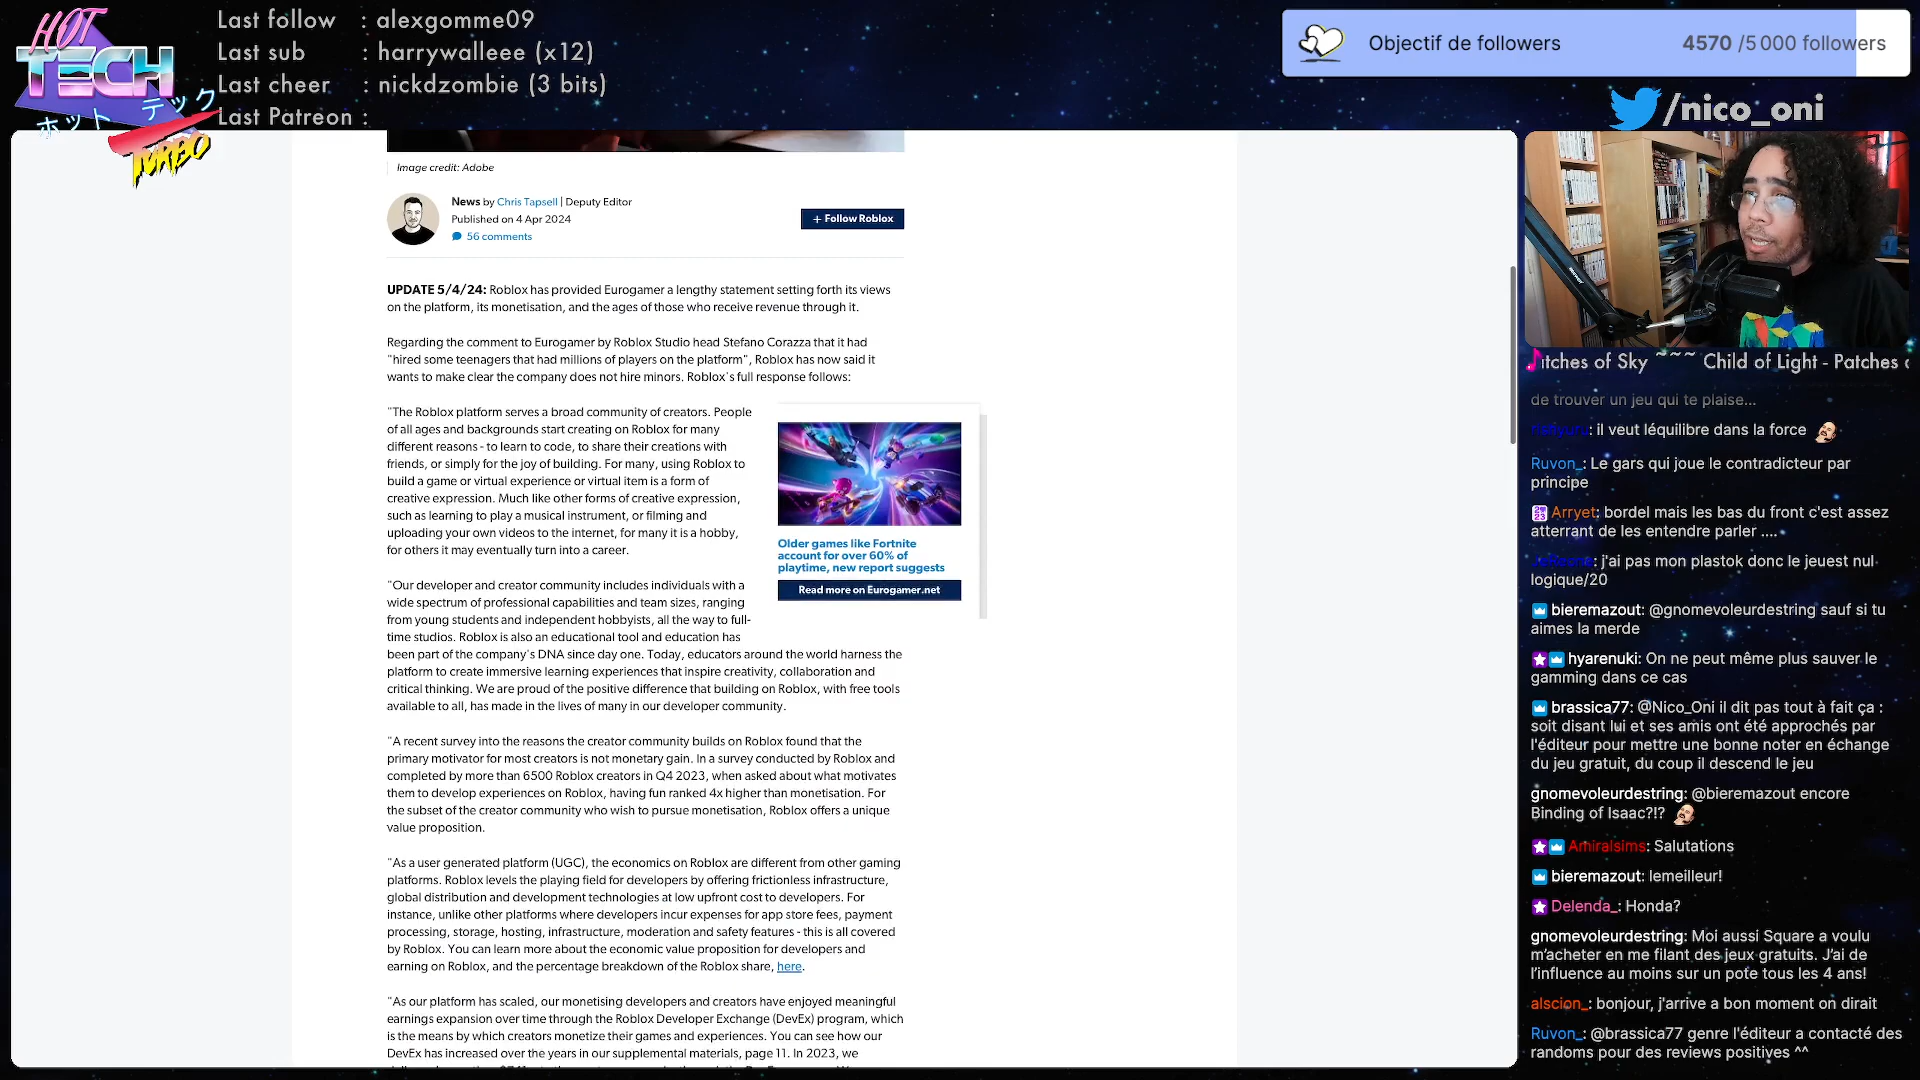 HOT
TECH
ホット テック
TURBO
Last follow : alexgomme09
Last sub : harrywalleee (x12)
Last cheer : nickdzombie (3 bits)
Last Patreon :
Objectif de followers 4570 /5 000 followers
/nico_oni
Image credit: Adobe
News by Chris Tapsell | Deputy Editor
Published on 4 Apr 2024
56 comments
+ Follow Roblox
UPDATE 5/4/24: Roblox has provided Eurogamer a lengthy statement setting forth its views
on the platform, its monetisation, and the ages of those who receive revenue through it.
Regarding the comment to Eurogamer by Roblox Studio head Stefano Corazza that it had
"hired some teenagers that had millions of players on the platform", Roblox has now said it
wants to make clear the company does not hire minors. Roblox's full response follows:
"The Roblox platform serves a broad community of creators. People
of all ages and backgrounds start creating on Roblox for many
different reasons - to learn to code, to share their creations with
friends, or simply for the joy of building. For many, using Roblox to
build a game or virtual experience or virtual item is a form of
creative expression. Much like other forms of creative expression,
such as learning to play a musical instrument, or filming and
uploading your own videos to the internet, for many it is a hobby,
for others it may eventually turn into a career.
Older games like Fortnite
account for over 60% of
playtime, new report suggests
Read more on Eurogamer.net
"Our developer and creator community includes individuals with a
wide spectrum of professional capabilities and team sizes, ranging
from young students and independent hobbyists, all the way to full-
time studios. Roblox is also an educational tool and education has
been part of the company's DNA since day one. Today, educators around the world harness the
platform to create immersive learning experiences that inspire creativity, collaboration and
critical thinking. We are proud of the positive difference that building on Roblox, with free tools
available to all, has made in the lives of many in our developer community.
"A recent survey into the reasons the creator community builds on Roblox found that the
primary motivator for most creators is not monetary gain. In a survey conducted by Roblox and
completed by more than 6500 Roblox creators in Q4 2023, when asked about what motivates
them to develop experiences on Roblox, having fun ranked 4x higher than monetisation. For
the subset of the creator community who wish to pursue monetisation, Roblox offers a unique
value proposition.
"As a user generated platform (UGC), the economics on Roblox are different from other gaming
platforms. Roblox levels the playing field for developers by offering frictionless infrastructure,
global distribution and development technologies at low upfront cost to developers. For
instance, unlike other platforms where developers incur expenses for app store fees, payment
processing, storage, hosting, infrastructure, moderation and safety features - this is all covered
by Roblox. You can learn more about the economic value proposition for developers and
earning on Roblox, and the percentage breakdown of the Roblox share, here.
"As our platform has scaled, our monetising developers and creators have enjoyed meaningful
earnings expansion over time through the Roblox Developer Exchange (DevEx) program, which
is the means by which creators monetize their games and experiences. You can see how our
DevEx has increased over the years in our supplemental materials, page 11. In 2023, we
itches of Sky ~~~ Child of Light - Patches
de trouver un jeu qui te plaise...
: il veut léquilibre dans la force
Ruvon_: Le gars qui joue le contradicteur par
principe
Arryet: bordel mais les bas du front c'est assez
atterrant de les entendre parler ....
: j'ai pas mon plastok donc le jeuest nul
logique/20
bieremazout: @gnomevoleurdestring sauf si tu
aimes la merde
hyarenuki: On ne peut même plus sauver le
gamming dans ce cas
brassica77: @Nico_Oni il dit pas tout à fait ça :
soit disant lui et ses amis ont été approchés par
l'éditeur pour mettre une bonne noter en échange
du jeu gratuit, du coup il descend le jeu
gnomevoleurdestring: @bieremazout encore
Binding of Isaac?!?
Amiralsims: Salutations
bieremazout: lemeilleur!
Delenda_: Honda?
gnomevoleurdestring: Moi aussi Square a voulu
m'acheter en me filant des jeux gratuits. J'ai de
l'influence au moins sur un pote tous les 4 ans!
alscion_: bonjour, j'arrive a bon moment on dirait
Ruvon_: @brassica77 genre l'éditeur a contacté des
randoms pour des reviews positives ^^